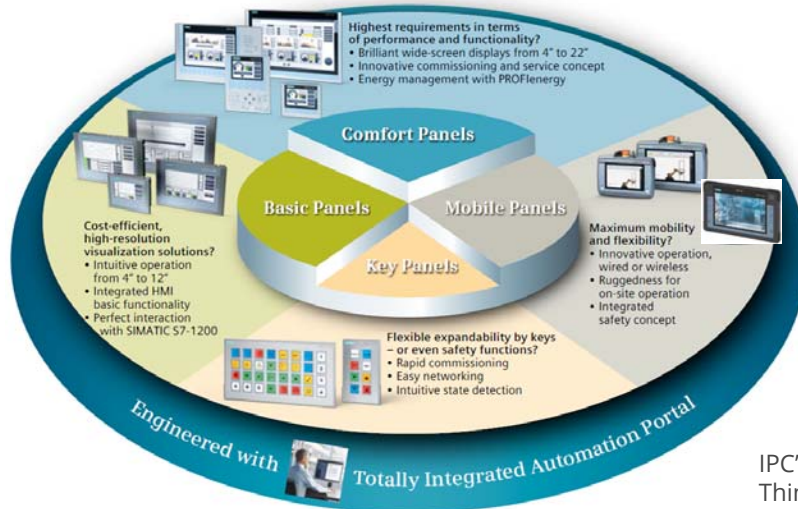 Highest requirements in terms
of performance and functionality?
• Brilliant wide-screen displays from 4" to 22"
• Innovative commissioning and service concept
• Energy management with PROFIenergy
Comfort Panels
Basic Panels
Mobile Panels
Key Panels
Cost-efficient,
high-resolution
visualization solutions?
• Intuitive operation
from 4" to 12"
• Integrated HMI
basic functionality
• Perfect interaction
with SIMATIC S7-1200
Maximum mobility
and flexibility?
• Innovative operation,
wired or wireless
• Ruggedness for
on-site operation
• Integrated
safety concept
Flexible expandability by keys
– or even safety functions?
• Rapid commissioning
• Easy networking
• Intuitive state detection
Engineered with Totally Integrated Automation Portal